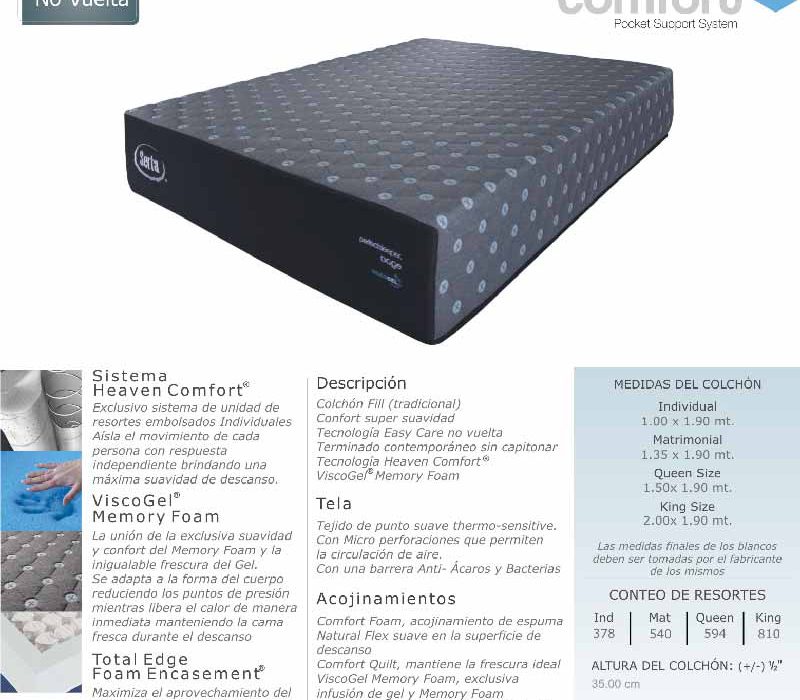 No Vuelta
comfort
Pocket Support System
Serta
Sistema
Heaven Comfort®
Exclusivo sistema de unidad de
resortes embolsados Individuales
Aísla el movimiento de cada
persona con respuesta
independiente brindando una
máxima suavidad de descanso.
ViscoGel®
Memory Foam
La unión de la exclusiva suavidad
y confort del Memory Foam y la
inigualable frescura del Gel.
Se adapta a la forma del cuerpo
reduciendo los puntos de presión
mientras libera el calor de manera
inmediata manteniendo la cama
fresca durante el descanso
Total Edge
Foam Encasement®
Maximiza el aprovechamiento del
Descripción
Colchón Fill (tradicional)
Confort super suavidad
Tecnología Easy Care no vuelta
Terminado contemporáneo sin capitonar
Tecnología Heaven Comfort®
ViscoGel® Memory Foam
Tela
Tejido de punto suave thermo-sensitive.
Con Micro perforaciones que permiten
la circulación de aire.
Con una barrera Anti- Ácaros y Bacterias
Acojinamientos
Comfort Foam, acojinamiento de espuma
Natural Flex suave en la superficie de
descanso
Comfort Quilt, mantiene la frescura ideal
ViscoGel Memory Foam, exclusiva
infusión de gel y Memory Foam
MEDIDAS DEL COLCHÓN
Individual
1.00 x 1.90 mt.
Matrimonial
1.35 x 1.90 mt.
Queen Size
1.50x 1.90 mt.
King Size
2.00x 1.90 mt.
Las medidas finales de los blancos
deben ser tomadas por el fabricante
de los mismos
CONTEO DE RESORTES
Ind Mat Queen King
378 540 594 810
ALTURA DEL COLCHÓN: (+/-) ½"
35.00 cm